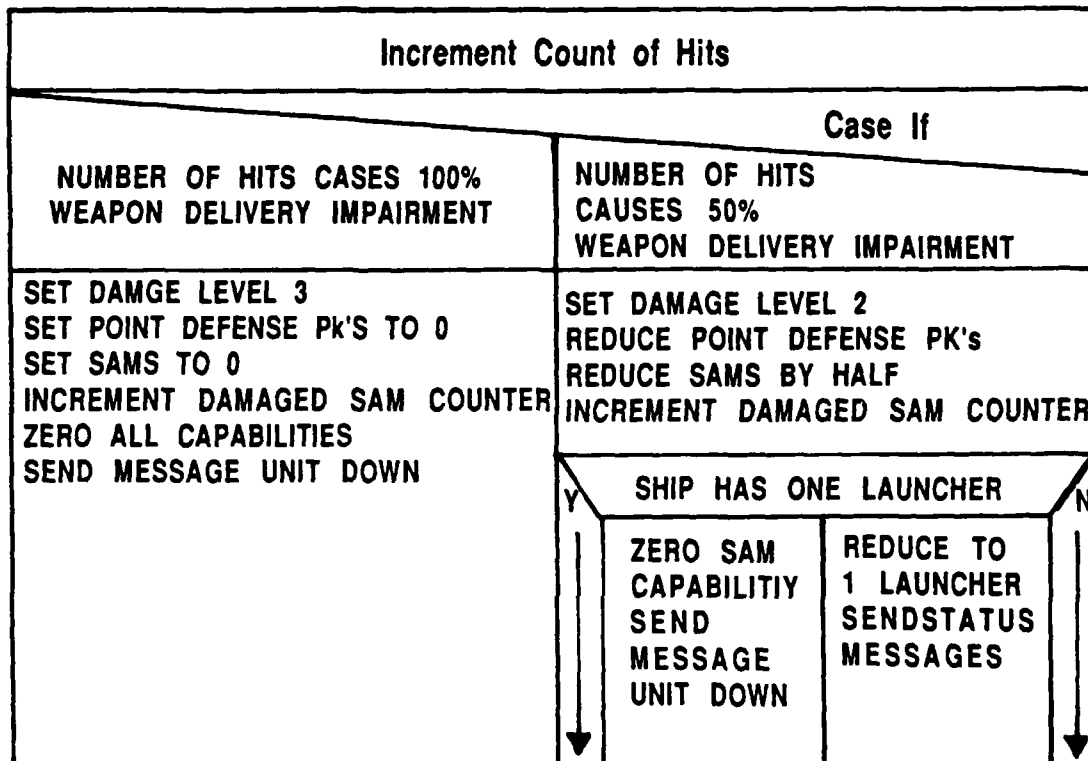 Increment Count of Hits
Case If
NUMBER OF HITS CASES 100%
WEAPON DELIVERY IMPAIRMENT
NUMBER OF HITS
CAUSES 50%
WEAPON DELIVERY IMPAIRMENT
SET DAMGE LEVEL 3
SET POINT DEFENSE Pk'S TO 0
SET SAMS TO 0
INCREMENT DAMAGED SAM COUNTER
ZERO ALL CAPABILITIES
SEND MESSAGE UNIT DOWN
SET DAMAGE LEVEL 2
REDUCE POINT DEFENSE PK's
REDUCE SAMS BY HALF
INCREMENT DAMAGED SAM COUNTER
Y
SHIP HAS ONE LAUNCHER
N
ZERO SAM
CAPABILITIY
SEND
MESSAGE
UNIT DOWN
REDUCE TO
1 LAUNCHER
SENDSTATUS
MESSAGES